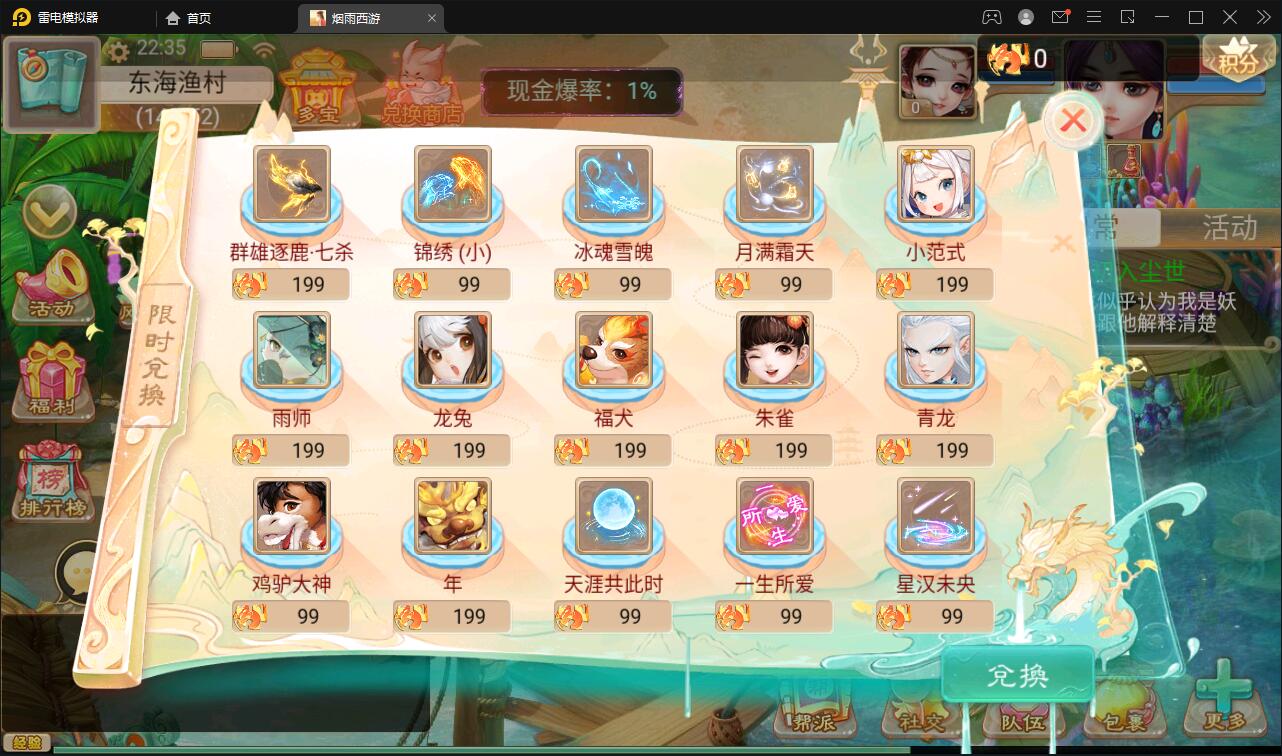 雷电模拟器
首页
烟雨西游
22:35
东海渔村
多宝
兑换商店
现金爆率：1%
0
0
积分
活动
福利
排行榜
榜
限时兑换
群雄逐鹿·七杀
锦绣 (小)
冰魂雪魄
月满霜天
小范式
199
99
99
99
199
雨师
龙兔
福犬
朱雀
青龙
199
199
199
199
199
鸡驴大神
年
天涯共此时
一生所爱
星汉未央
所爱
一生
99
199
99
99
99
常
活动
入尘世
似乎认为我是妖
跟他解释清楚
兑换
帮派
社交
队伍
包裹
更多
经验